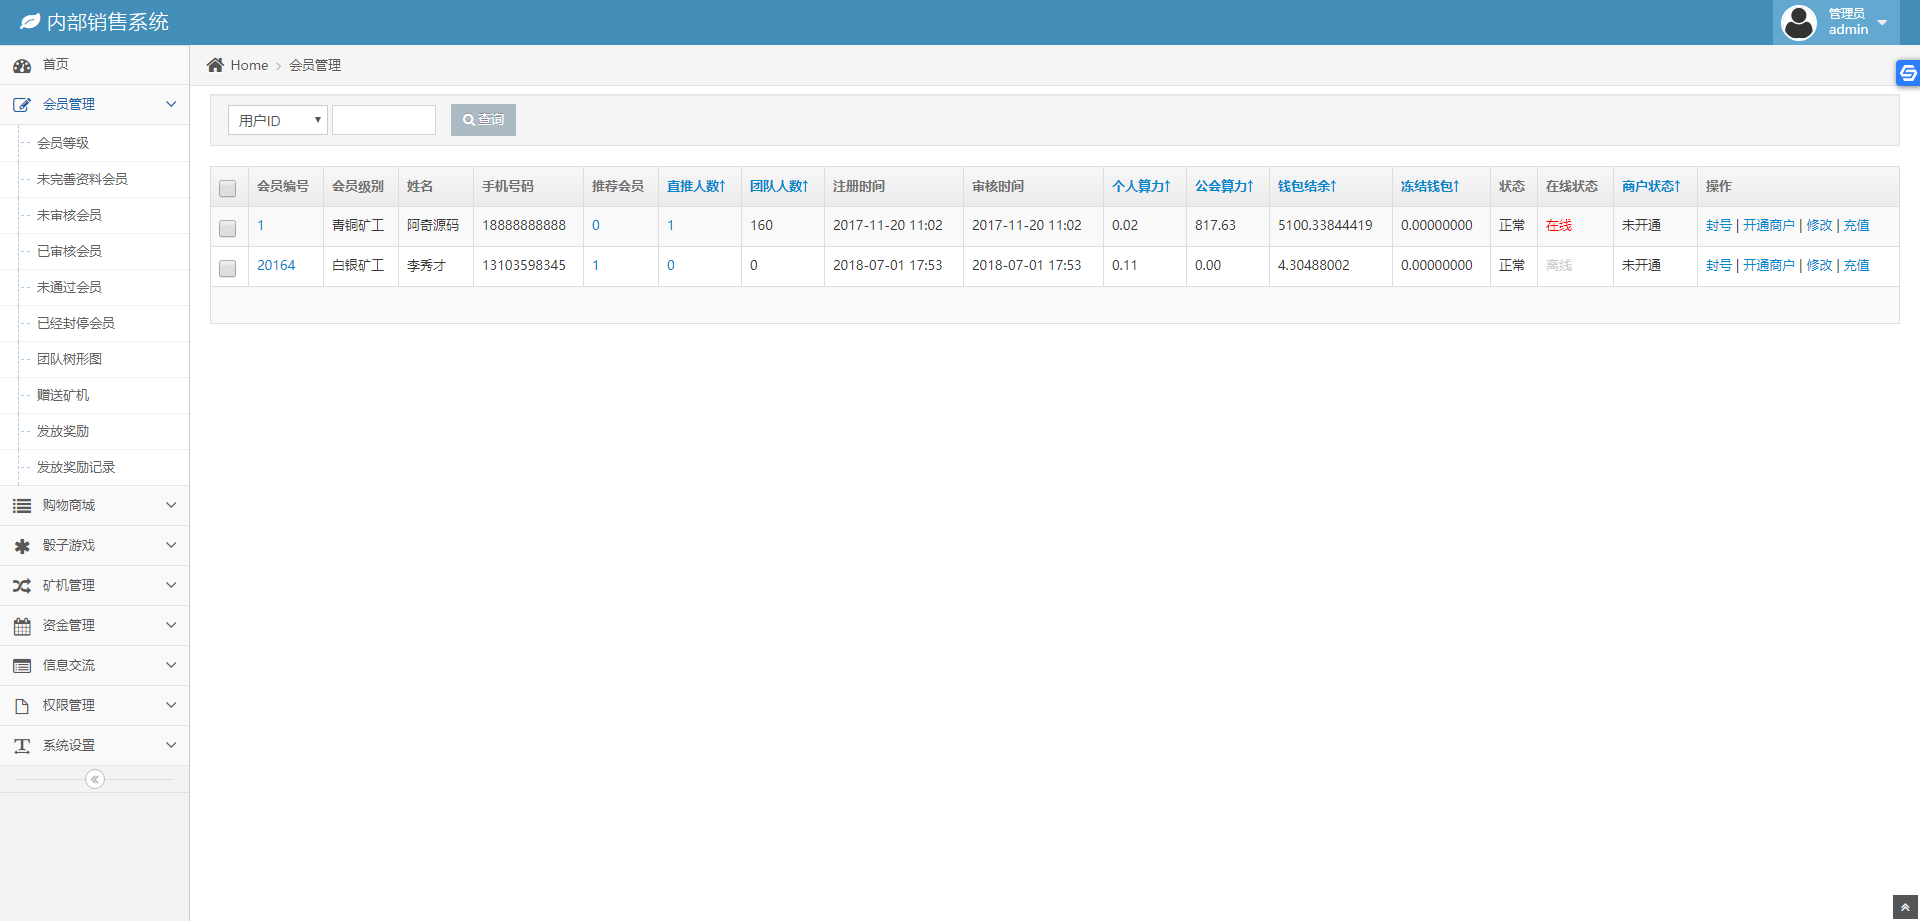 内部销售系统
管理员
admin
首页
会员管理
会员等级
未完善资料会员
未审核会员
已审核会员
未通过会员
已经封停会员
团队树形图
赠送矿机
发放奖励
发放奖励记录
购物商城
骰子游戏
矿机管理
资金管理
信息交流
权限管理
系统设置
Home 会员管理
用户ID 查询
会员编号 会员级别 姓名 手机号码 推荐会员 直推人数↑ 团队人数↑ 注册时间 审核时间 个人算力↑ 公会算力↑ 钱包结余↑ 冻结钱包↑ 状态 在线状态 商户状态↑ 操作
1 青铜矿工 阿奇源码 18888888888 0 1 160 2017-11-20 11:02 2017-11-20 11:02 0.02 817.63 5100.33844419 0.00000000 正常 在线 未开通 封号 | 开通商户 | 修改 | 充值
20164 白银矿工 李秀才 13103598345 1 0 0 2018-07-01 17:53 2018-07-01 17:53 0.11 0.00 4.30488002 0.00000000 正常 离线 未开通 封号 | 开通商户 | 修改 | 充值